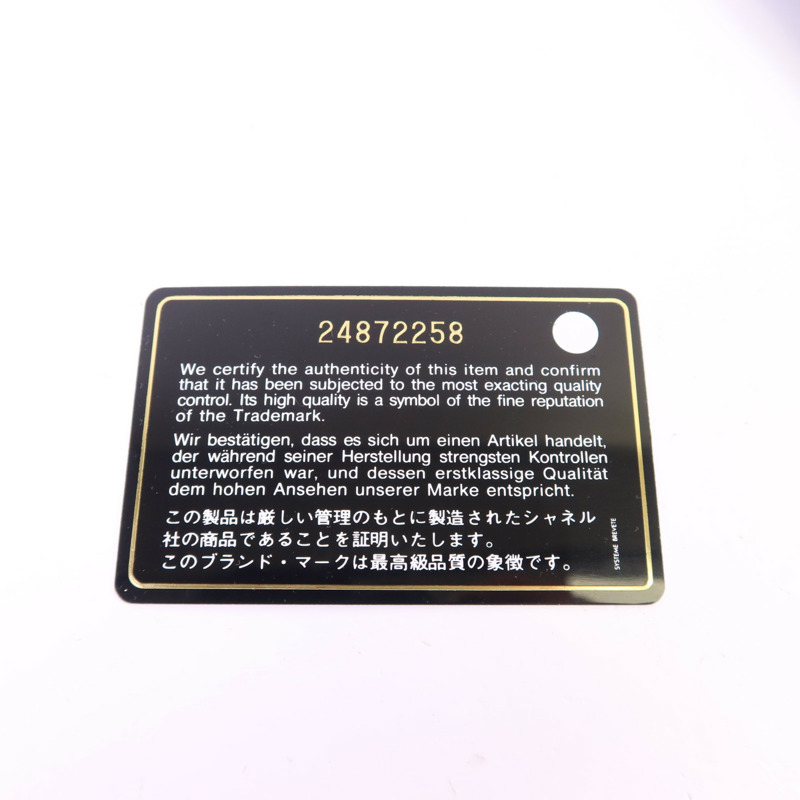 24872258
We certify the authenticity of this item and confirm
that it has been subjected to the most exacting quality
control. Its high quality is a symbol of the fine reputation
of the Trademark.
Wir bestätigen, dass es sich um einen Artikel handelt,
der während seiner Herstellung strengsten Kontrollen
unterworfen war, und dessen erstklassige Qualität
dem hohen Ansehen unserer Marke entspricht.
この製品は厳しい管理のもとに製造されたシャネル
社の商品であることを証明いたします。
このブランド・マークは最高級品質の象徴です。
SYSTEME BREVETE